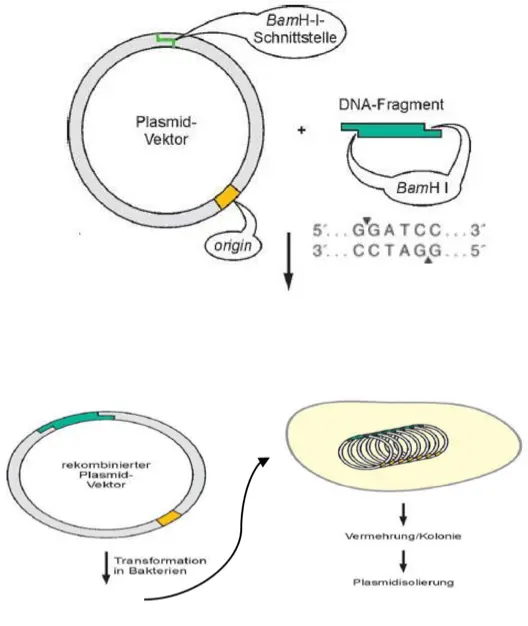 BamH-I-
Schnittstelle
Plasmid-
Vektor
+
DNA-Fragment
BamH I
origin
5´...GGATCC...3´
3´...CCTAGG...5´
rekombinierter
Plasmid-
Vektor
Transformation
in Bakterien
Vermehrung/Kolonie
Plasmidisolierung